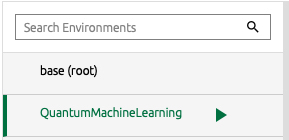 Search Environments
base (root)
QuantumMachineLearning